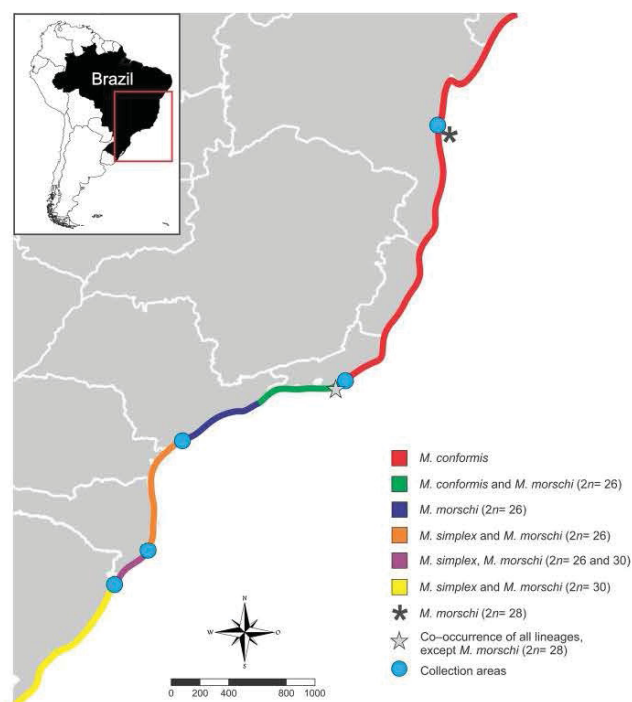 Brazil
M. conformis
M. conformis and M. morschi (2n= 26)
M. morschi (2n= 26)
M. simplex and M. morschi (2n= 26)
M. simplex, M. morschi (2n= 26 and 30)
M. simplex and M. morschi (2n= 30)
M. morschi (2n= 28)
Co–occurrence of all lineages,
except M. morschi (2n= 28)
Collection areas
N
W O
S
0 200 400 600 800 1000